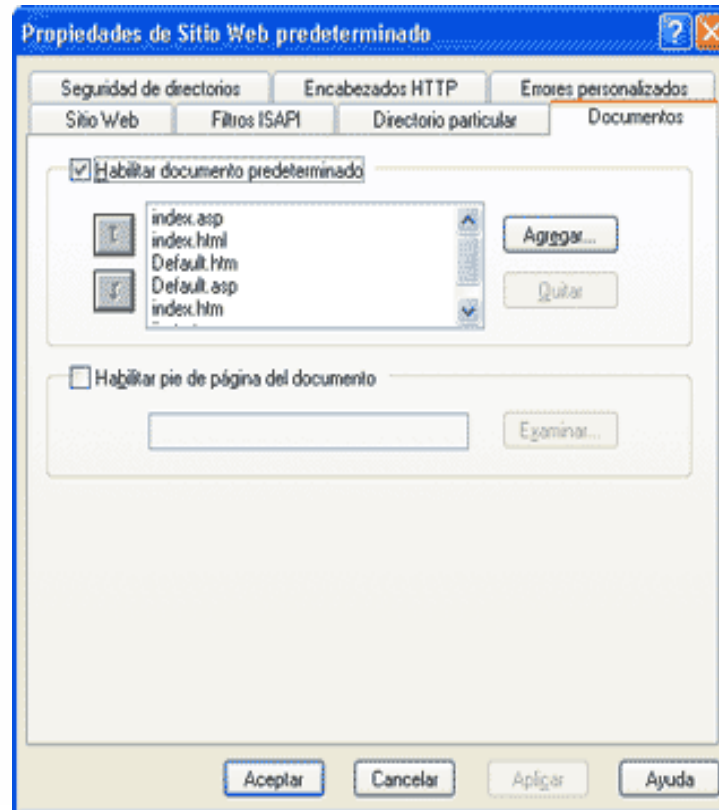 Propiedades de Sitio Web predeterminado
Seguridad de directorios Encabezados HTTP Errores personalizados
Sitio Web Filtros ISAPI Directorio particular Documentos
Habilitar documento predeterminado
index.asp
index.html
Default.htm
Default.asp
index.htm
Agregar...
Quitar
Habilitar pie de página del documento
Examinar...
Aceptar Cancelar Aplicar Ayuda